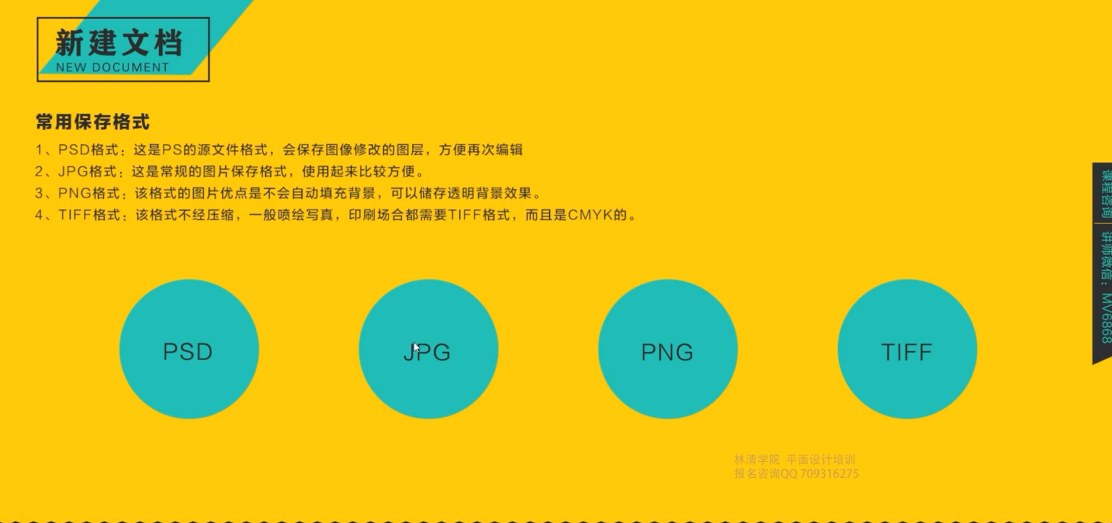 新建文档
NEW DOCUMENT
常用保存格式
1、PSD格式：这是PS的源文件格式，会保存图像修改的图层，方便再次编辑
2、JPG格式：这是常规的图片保存格式，使用起来比较方便。
3、PNG格式：该格式的图片优点是不会自动填充背景，可以储存透明背景效果。
4、TIFF格式：该格式不经压缩，一般喷绘写真，印刷场合都需要TIFF格式，而且是CMYK的。
PSD
JPG
PNG
TIFF
课程咨询 讲师微信：MV6868
林清学院 平面设计培训
报名咨询QQ 709316275